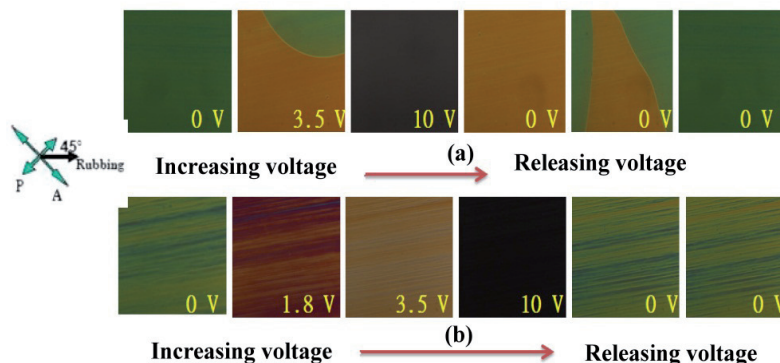 0 V
3.5 V
10 V
0 V
0 V
45°
Rubbing
P
A
Increasing voltage
(a)
Releasing voltage
0 V
1.8 V
3.5 V
10 V
0 V
0 V
Increasing voltage
(b)
Releasing voltage